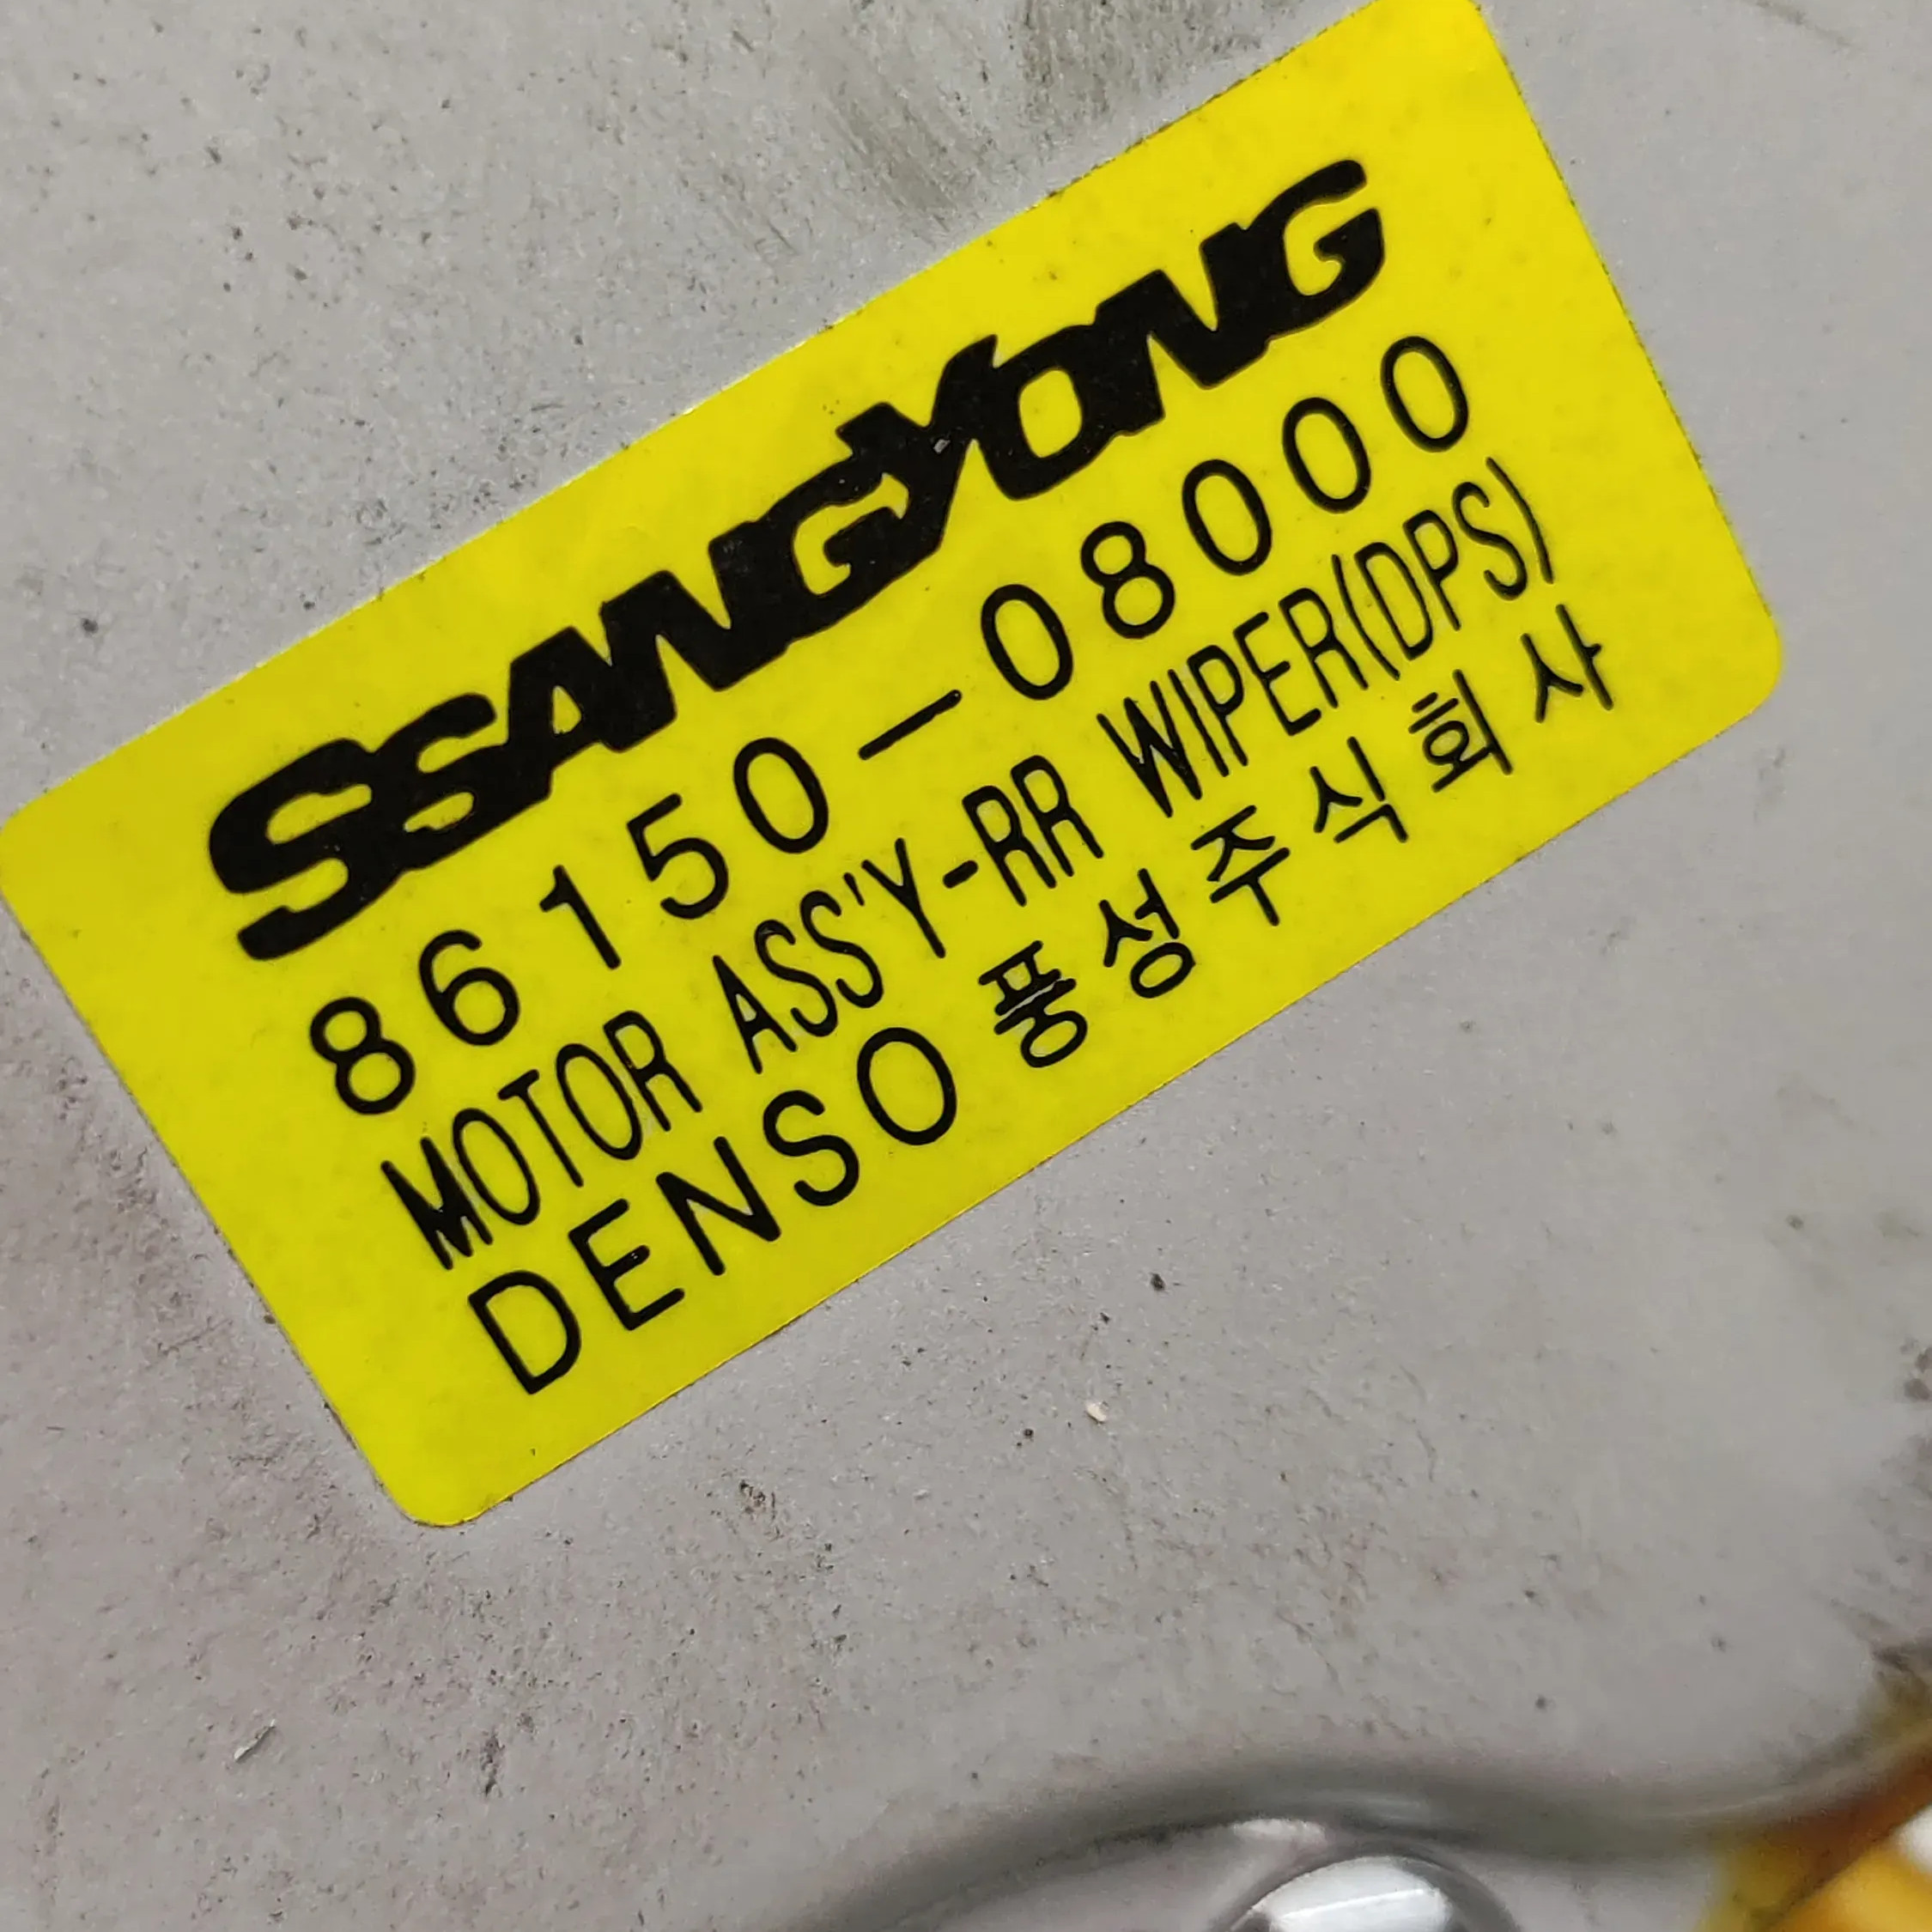 SSANGYONG
86150-08000
MOTOR ASS'Y-RR WIPER(DPS)
DENSO 풍성주식회사